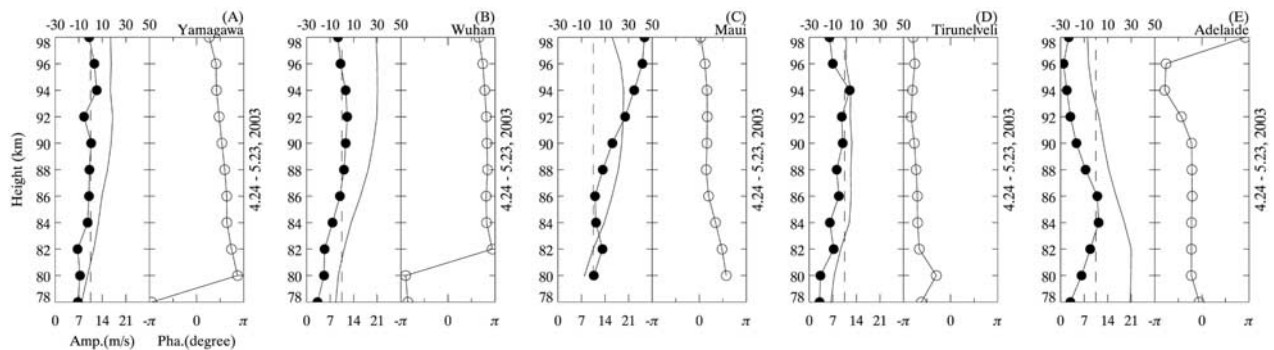 (A) (B) (C) (D) (E)
-30 -10 10 30 50 -30 -10 10 30 50 -30 -10 10 30 50 -30 -10 10 30 50 -30 -10 10 30 50
Yamagawa Wuhan Maui Tirunelveli Adelaide
98 98 98 98 98
96 96 96 96 96
94 94 94 94 94
92 92 92 92 92
90 90 90 90 90
88 88 88 88 88
86 86 86 86 86
84 84 84 84 84
82 82 82 82 82
80 80 80 80 80
78 78 78 78 78
Height (km)
4.24 - 5.23, 2003
4.24 - 5.23, 2003
4.24 - 5.23, 2003
4.24 - 5.23, 2003
4.24 - 5.23, 2003
0 7 14 21 -π 0 π 0 7 14 21 -π 0 π 0 7 14 21 -π 0 π 0 7 14 21 -π 0 π 0 7 14 21 -π 0 π
Amp.(m/s) Pha.(degree)